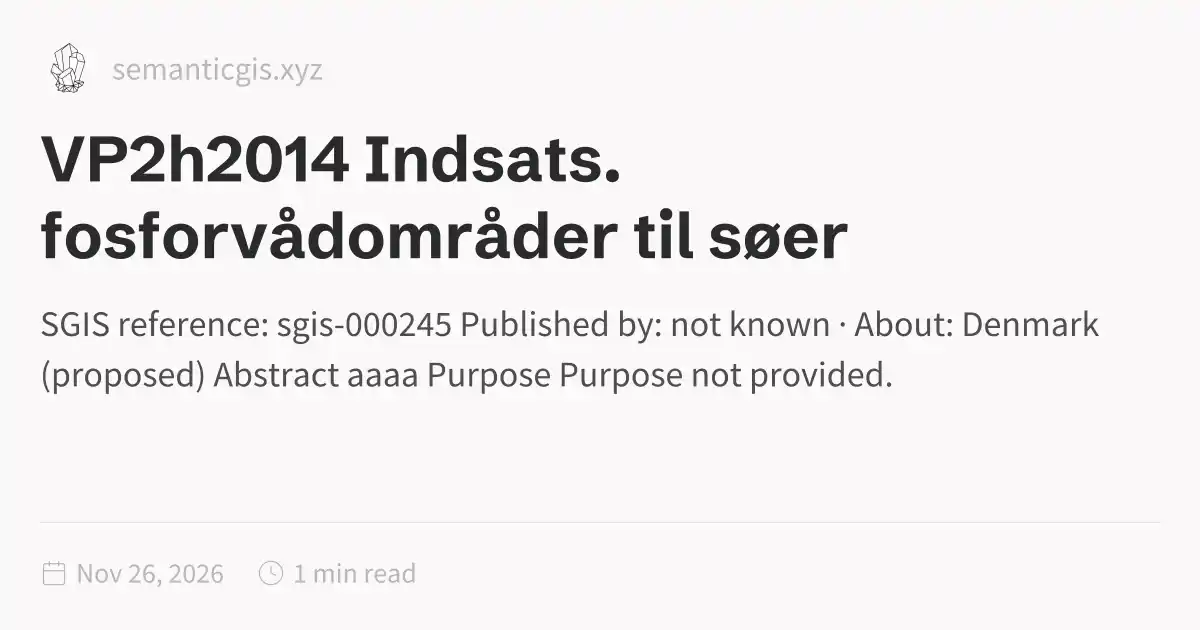 semanticgis.xyz
VP2h2014 Indsats.
fosforvådområder til søer
SGIS reference: sgis-000245 Published by: not known · About: Denmark
(proposed) Abstract aaaa Purpose Purpose not provided.
Nov 26, 2026 1 min read